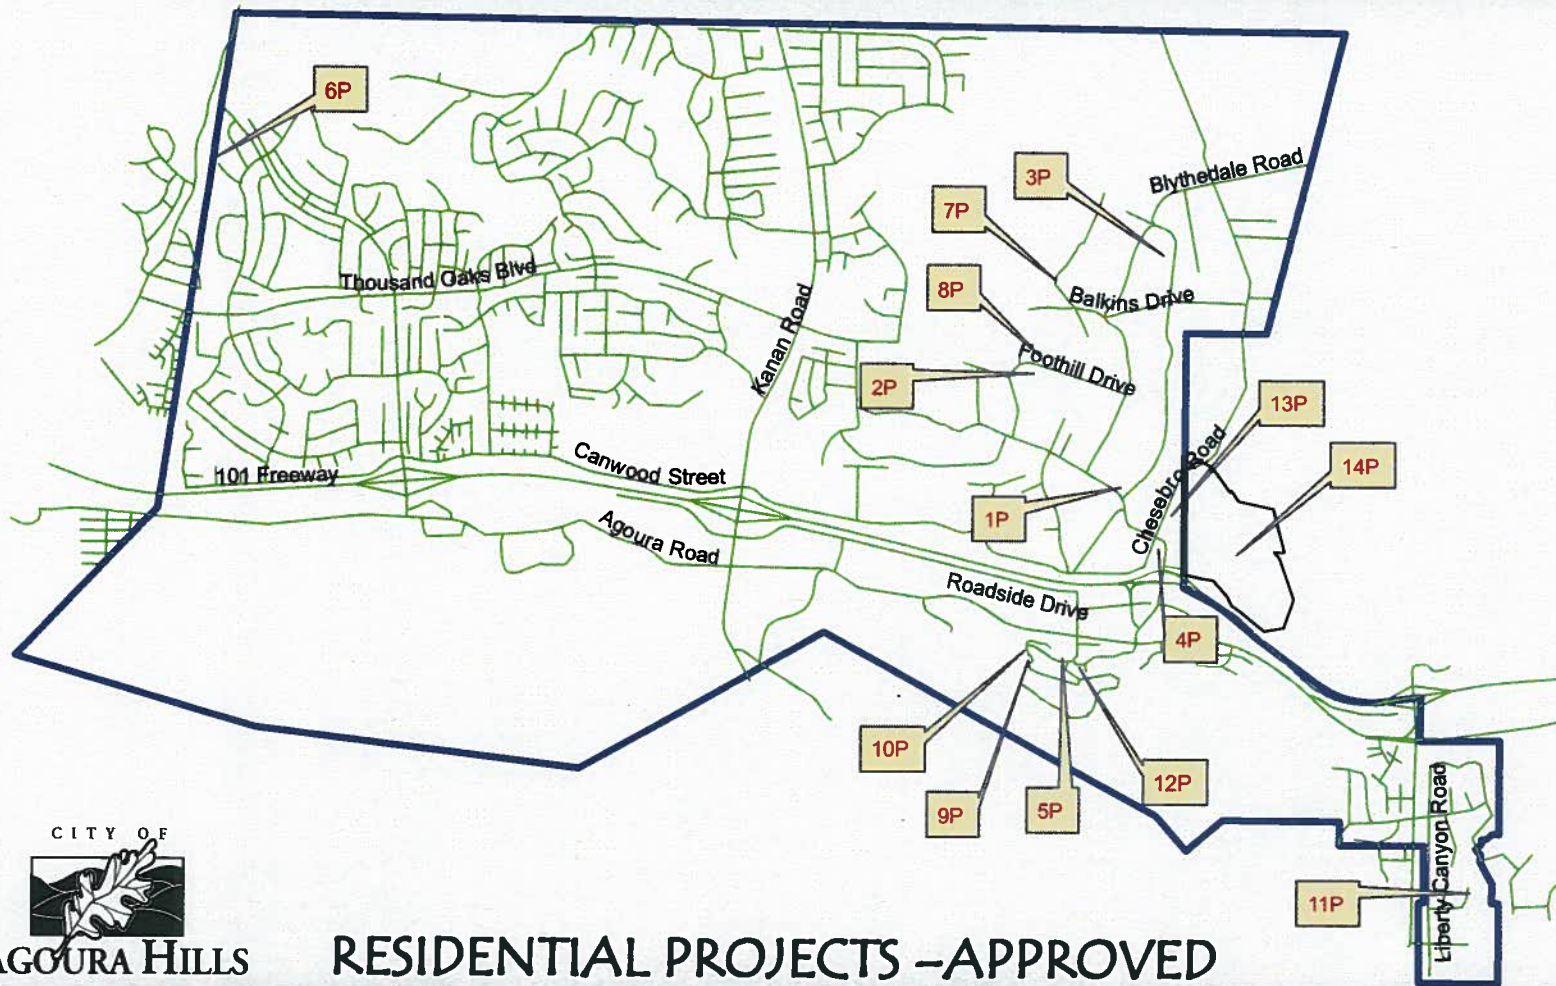 6P
3P
Blythedale Road
7P
8P
Balkins Drive
Thousand Oaks Blvd
Kanan Road
Foothill Drive
2P
13P
14P
Canwood Street
101 Freeway
Chesebro Road
1P
Agoura Road
Roadside Drive
4P
10P
9P
5P
12P
Liberty Canyon Road
11P
CITY OF
AGOURA HILLS
RESIDENTIAL PROJECTS –APPROVED